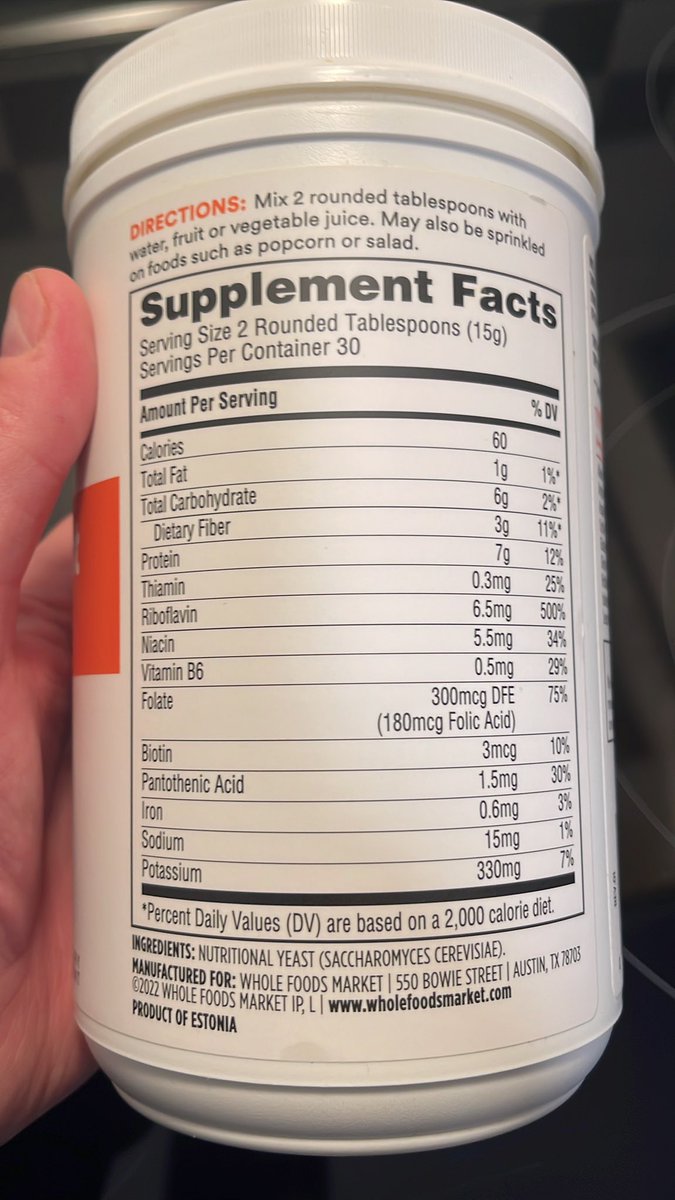 DIRECTIONS: Mix 2 rounded tablespoons with
water, fruit or vegetable juice. May also be sprinkled
on foods such as popcorn or salad.
Supplement Facts
Serving Size 2 Rounded Tablespoons (15g)
Servings Per Container 30
Amount Per Serving % DV
Calories 60
Total Fat 1g 1%*
Total Carbohydrate 6g 2%*
Dietary Fiber 3g 11%*
Protein 7g 12%
Thiamin 0.3mg 25%
Riboflavin 6.5mg 500%
Niacin 5.5mg 34%
Vitamin B6 0.5mg 29%
Folate 300mcg DFE 75%
(180mcg Folic Acid)
Biotin 3mcg 10%
Pantothenic Acid 1.5mg 30%
Iron 0.6mg 3%
Sodium 15mg 1%
Potassium 330mg 7%
*Percent Daily Values (DV) are based on a 2,000 calorie diet.
INGREDIENTS: NUTRITIONAL YEAST (SACCHAROMYCES CEREVISIAE).
MANUFACTURED FOR: WHOLE FOODS MARKET | 550 BOWIE STREET | AUSTIN, TX 78703
©2022 WHOLE FOODS MARKET IP, L | www.wholefoodsmarket.com
PRODUCT OF ESTONIA